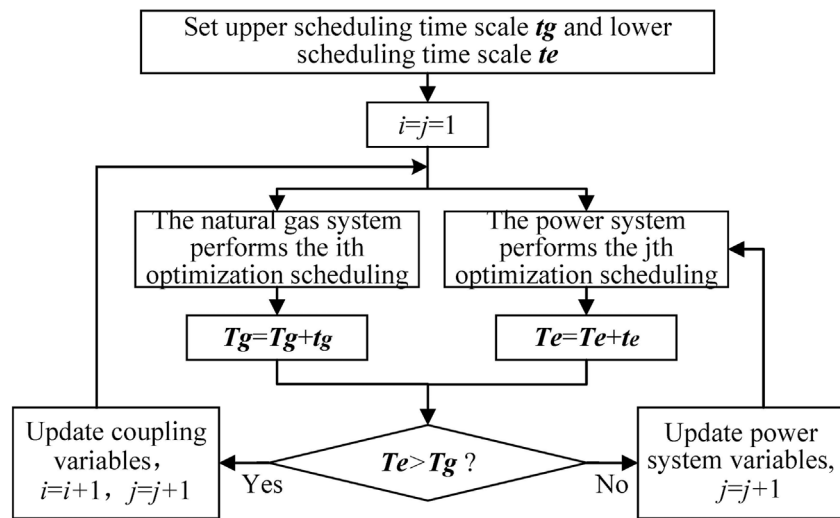 Set upper scheduling time scale tg and lower
scheduling time scale te
i=j=1
The natural gas system
performs the ith
optimization scheduling
The power system
performs the jth
optimization scheduling
Tg=Tg+tg
Te=Te+te
Update coupling
variables,
i=i+1, j=j+1
Yes
Te>Tg ?
No
Update power
system variables,
j=j+1